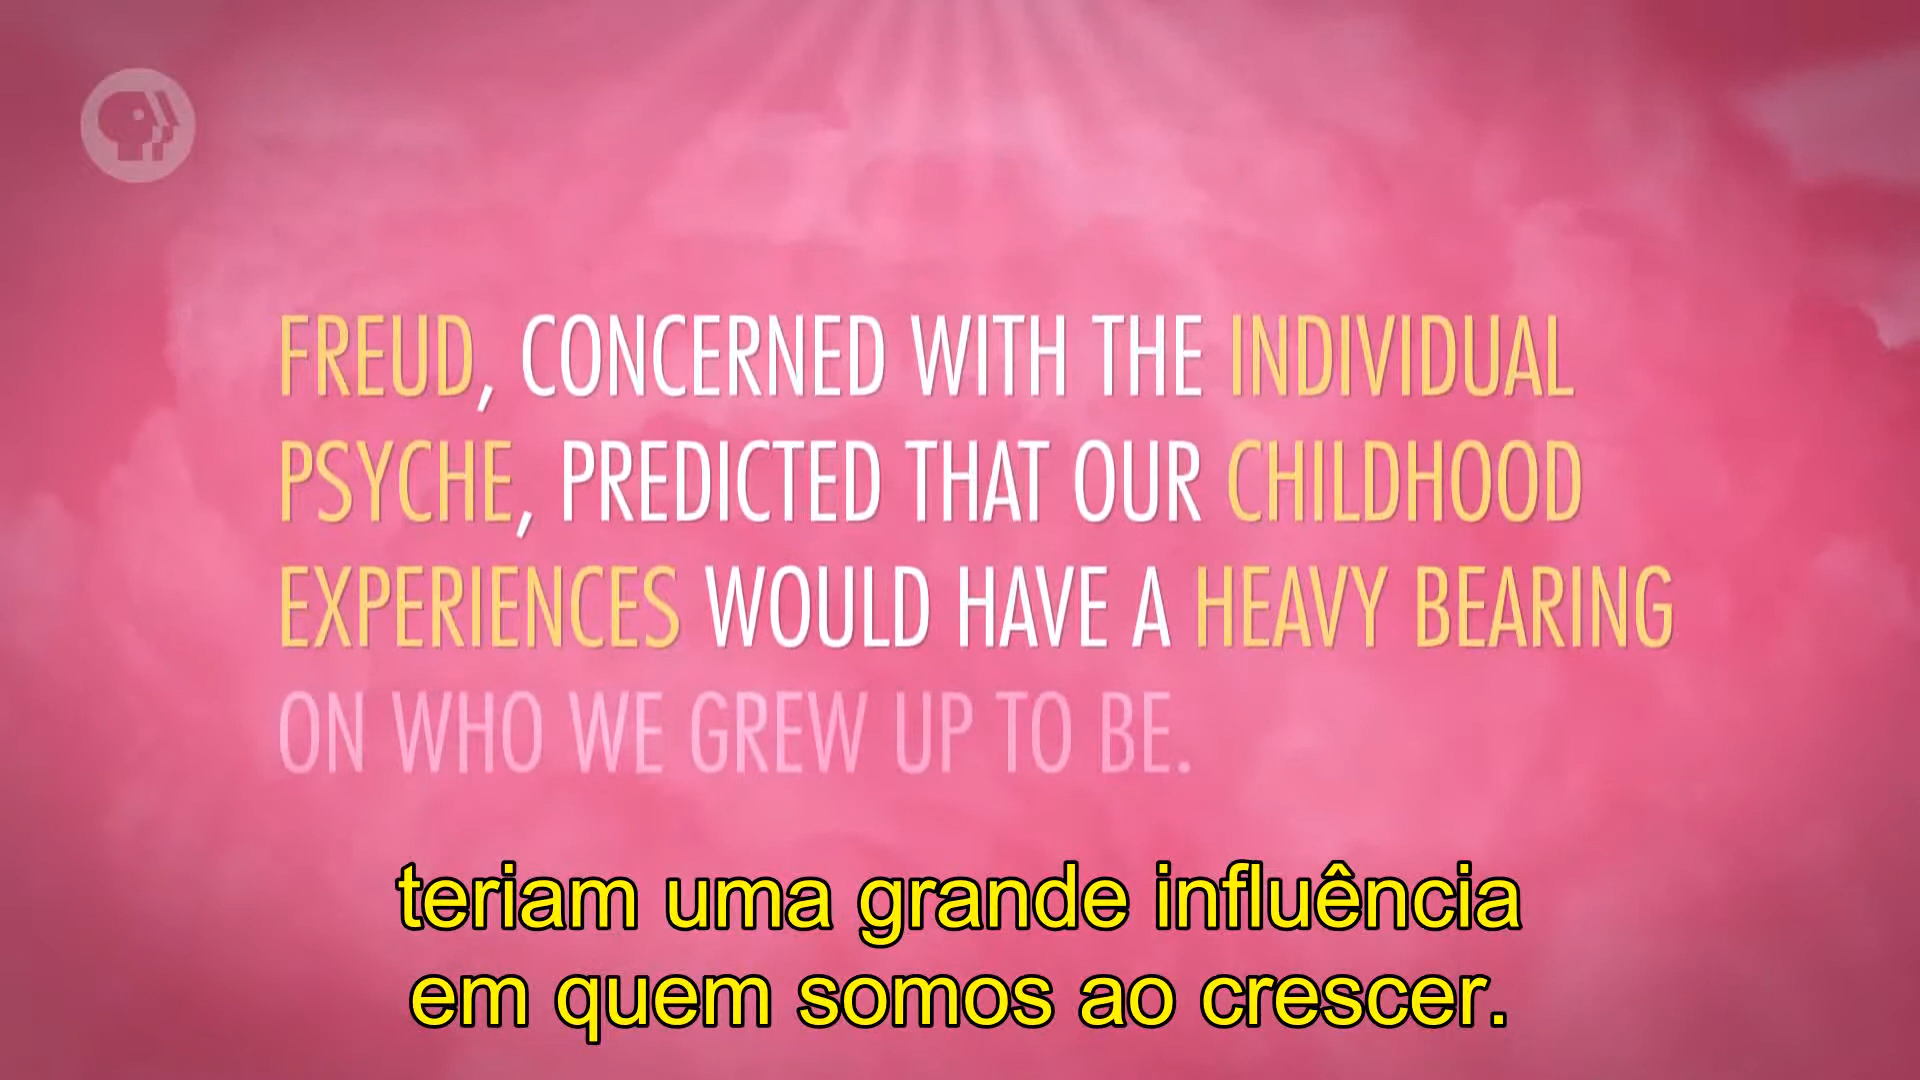 FREUD, CONCERNED WITH THE INDIVIDUAL
PSYCHE, PREDICTED THAT OUR CHILDHOOD
EXPERIENCES WOULD HAVE A HEAVY BEARING
ON WHO WE GREW UP TO BE.
teriam uma grande influência
em quem somos ao crescer.